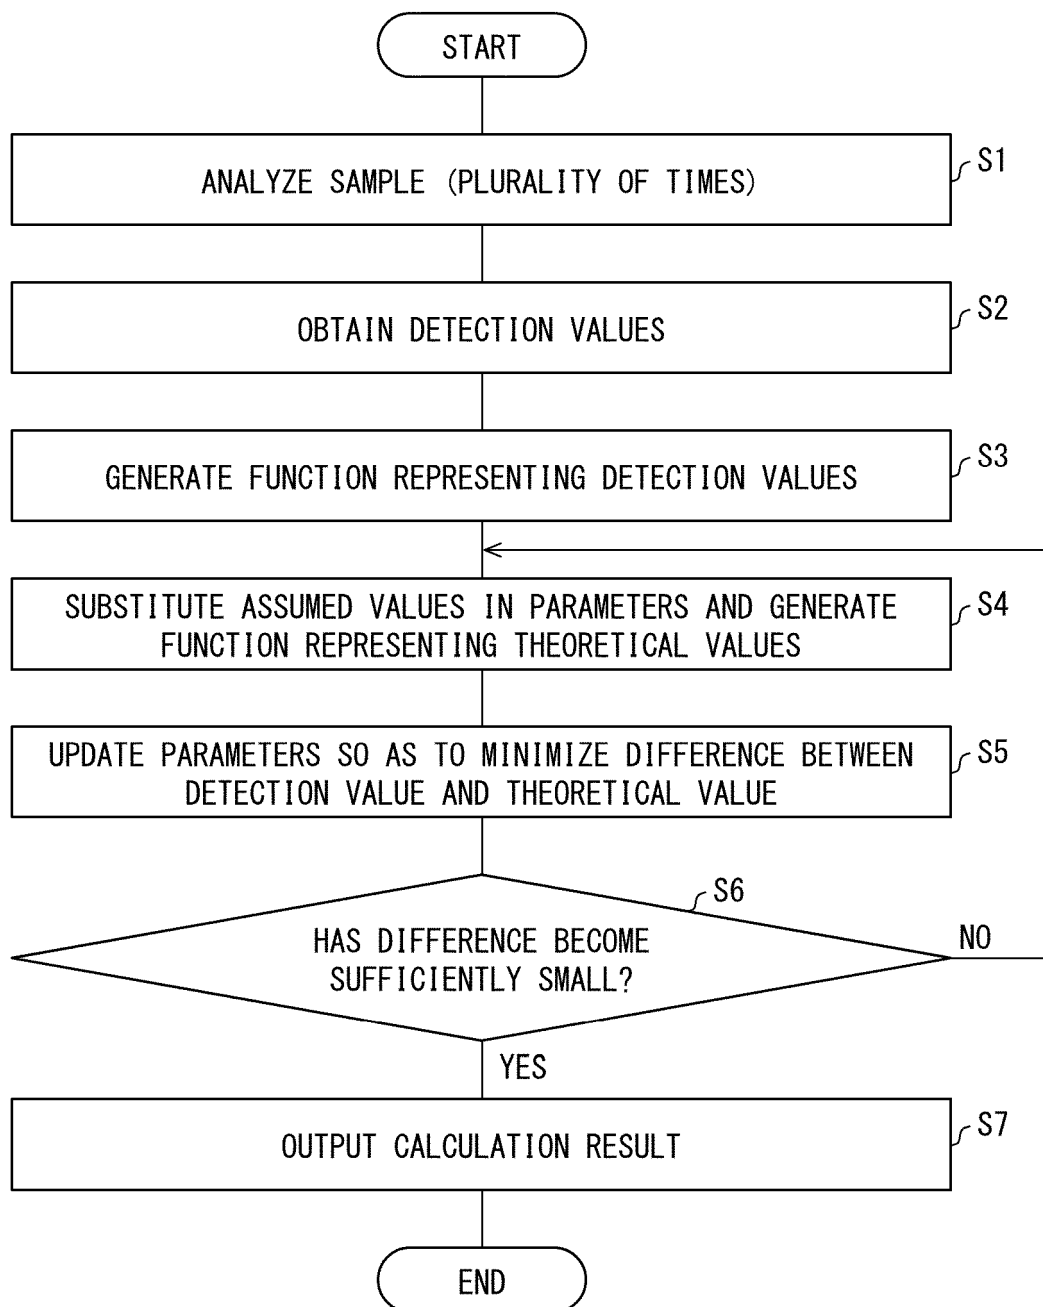 START
ANALYZE SAMPLE (PLURALITY OF TIMES)
S1
OBTAIN DETECTION VALUES
S2
GENERATE FUNCTION REPRESENTING DETECTION VALUES
S3
SUBSTITUTE ASSUMED VALUES IN PARAMETERS AND GENERATE
FUNCTION REPRESENTING THEORETICAL VALUES
S4
UPDATE PARAMETERS SO AS TO MINIMIZE DIFFERENCE BETWEEN
DETECTION VALUE AND THEORETICAL VALUE
S5
S6
HAS DIFFERENCE BECOME
SUFFICIENTLY SMALL?
NO
YES
OUTPUT CALCULATION RESULT
S7
END